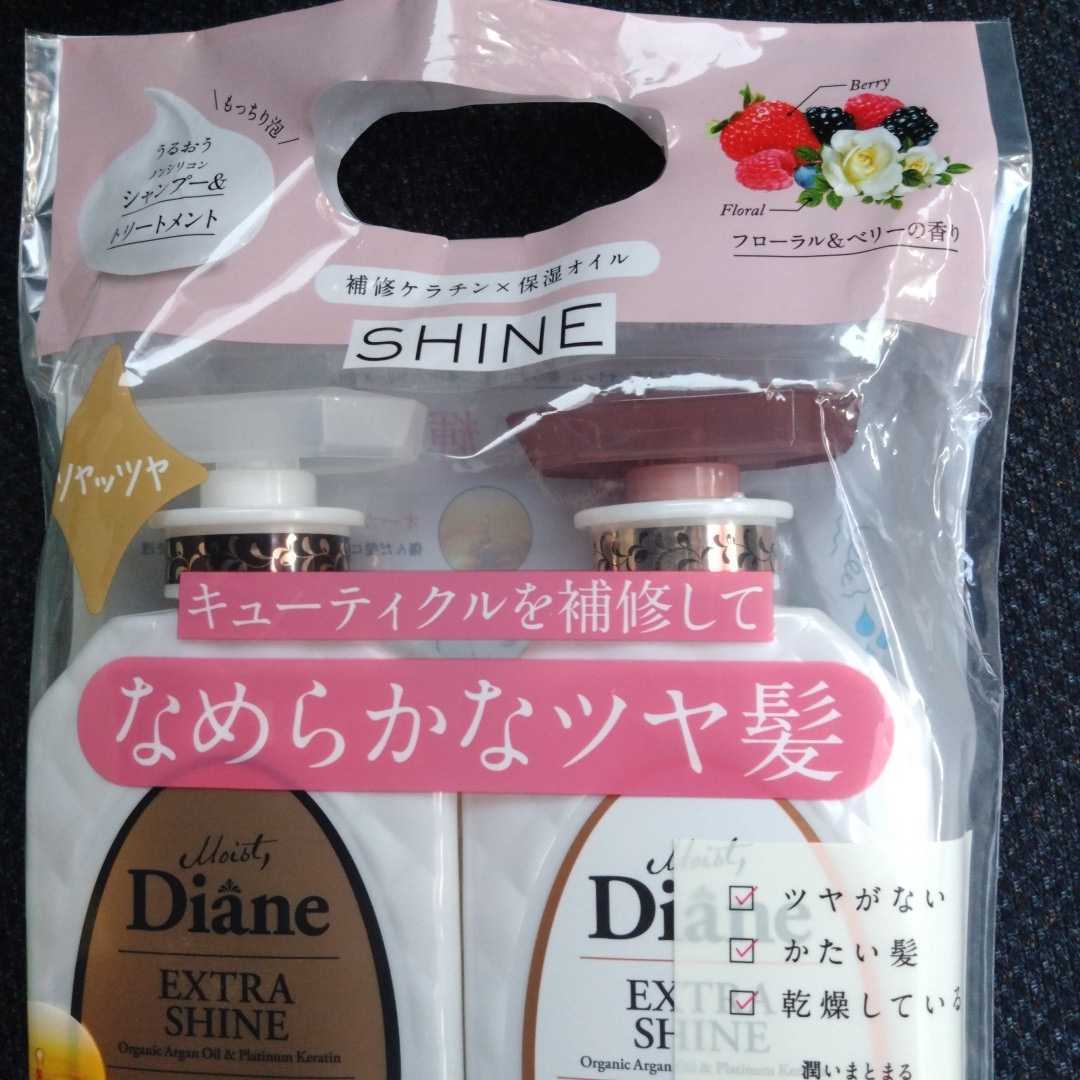 \もっちり泡/
うるおう
ノンシリコン
シャンプー&
トリートメント
Berry
Floral
フローラル&ベリーの香り
補修ケラチン×保湿オイル
SHINE
ツヤッツヤ
キューティクルを補修して
なめらかなツヤ髪
Moist,
Diane
EXTRA
SHINE
Organic Argan Oil & Platinum Keratin
Moist,
Diane
EXTRA
SHINE
Organic Argan Oil & Platinum Ke
ツヤがない
かたい髪
乾燥している
潤いまとまる